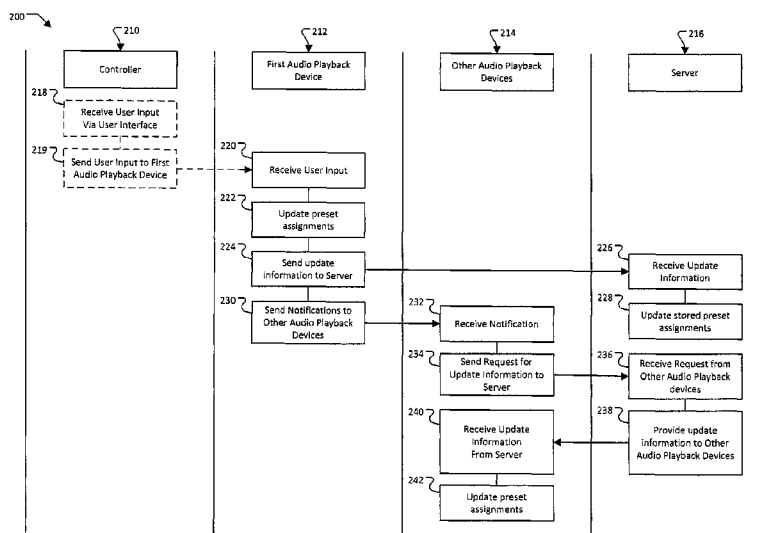 200
210
212
214
216
Controller
First Audio Playback
Device
Other Audio Playback
Devices
Server
218
Receive User Input
Via User Interface
219
Send User Input to First
Audio Playback Device
220
Receive User Input
222
Update preset
assignments
224
Send update
information to Server
226
Receive Update
Information
228
Update stored preset
assignments
230
Send Notifications to
Other Audio Playback
Devices
232
Receive Notification
234
Send Request for
Update Information to
Server
236
Receive Request from
Other Audio Playback
devices
238
Provide update
information to Other
Audio Playback Devices
240
Receive Update
Information
From Server
242
Update preset
assignments